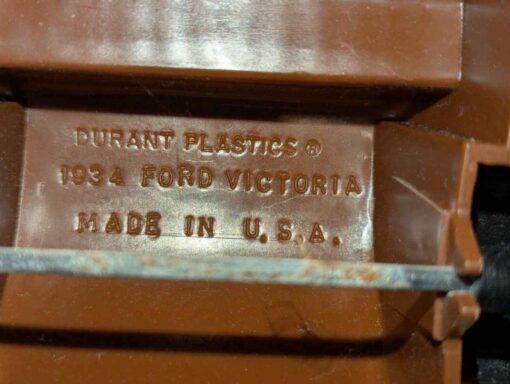 DURANT PLASTICS®
1934 FORD VICTORIA
MADE IN U.S.A.